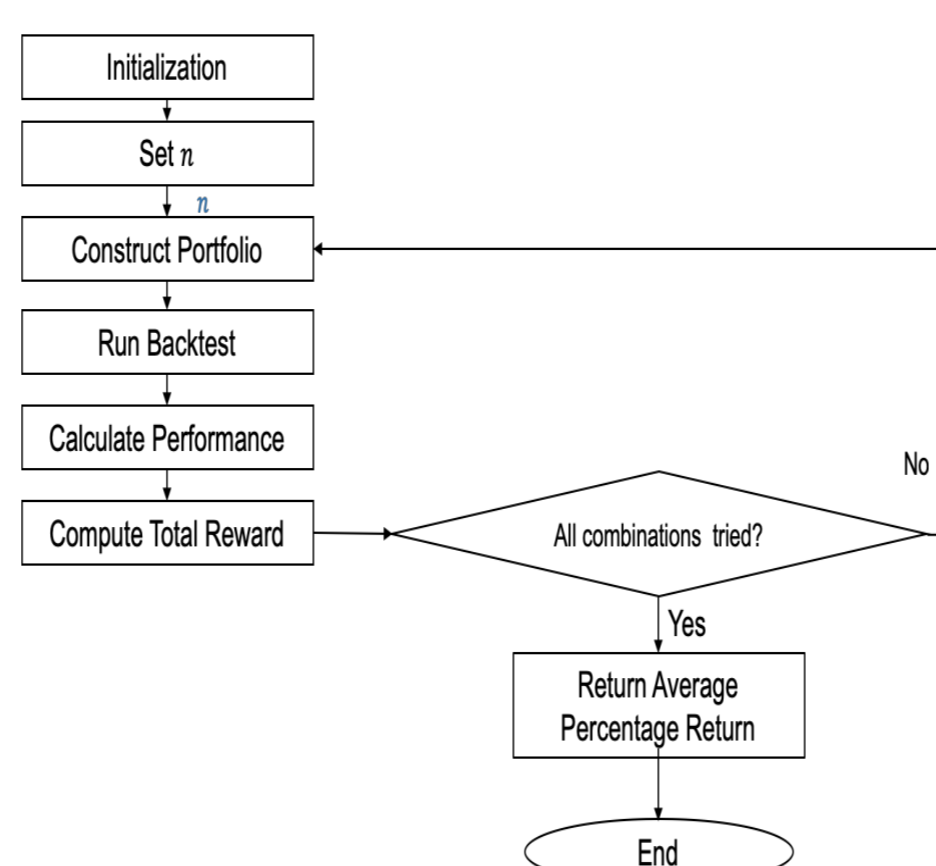 Initialization
Set n
n
Construct Portfolio
Run Backtest
Calculate Performance
Compute Total Reward
All combinations tried?
No
Yes
Return Average
Percentage Return
End